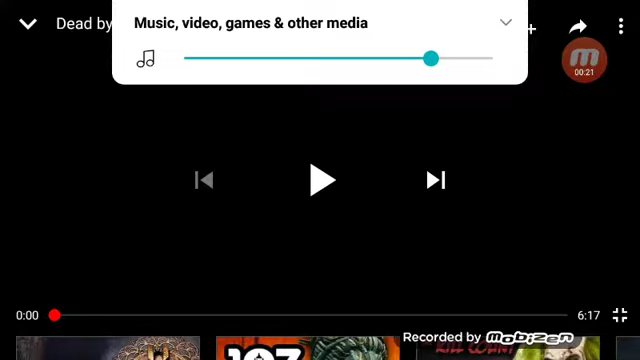 Dead by
Music, video, games & other media
00:21
0:00
6:17
Recorded by Mobizen
107